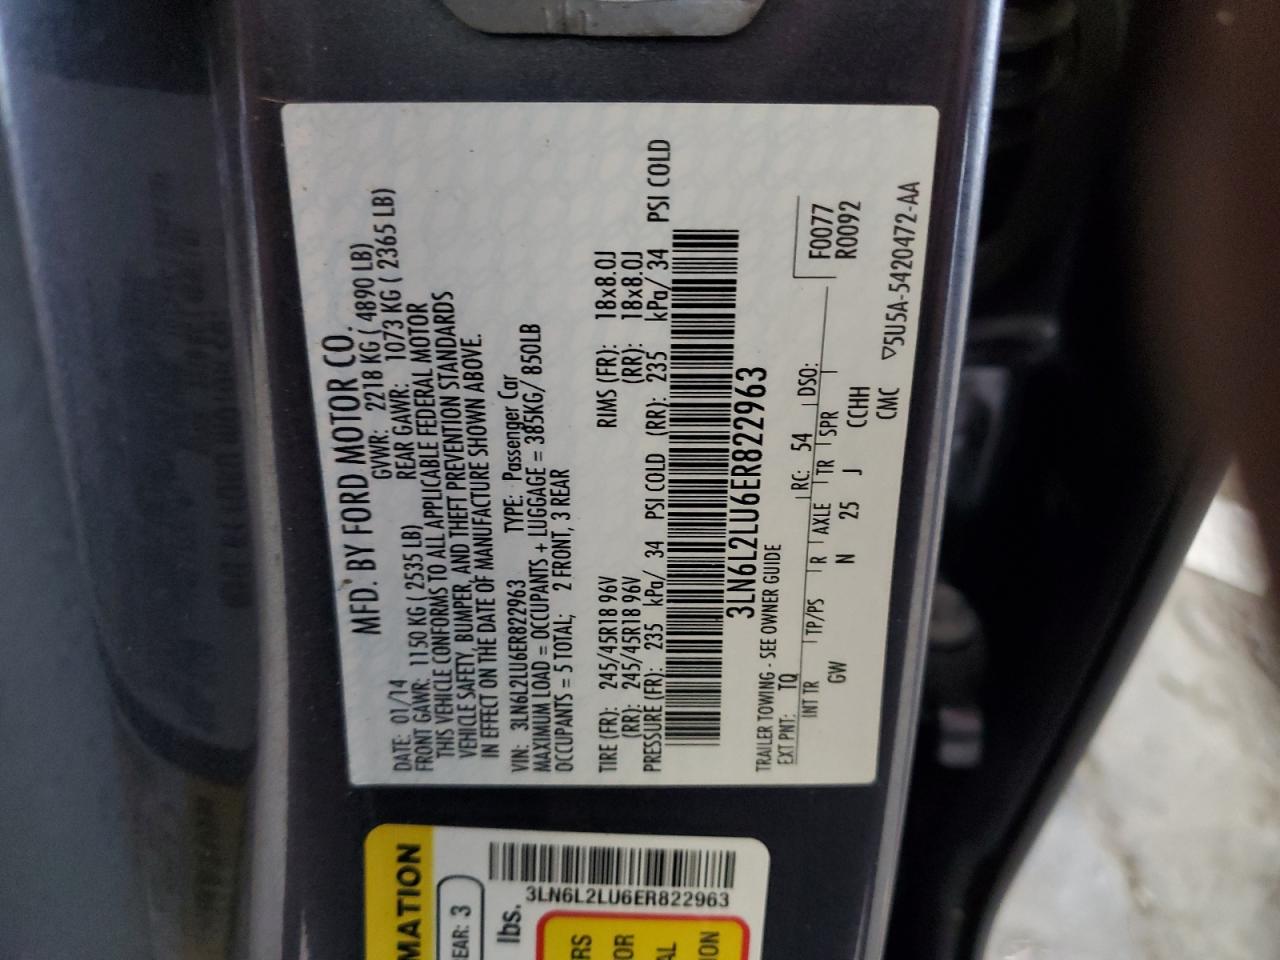 MFD. BY FORD MOTOR CO.
DATE: 01/14 GVWR: 2218 KG ( 4890 LB)
FRONT GAWR: 1150 KG ( 2535 LB) REAR GAWR: 1073 KG ( 2365 LB)
THIS VEHICLE CONFORMS TO ALL APPLICABLE FEDERAL MOTOR
VEHICLE SAFETY, BUMPER, AND THEFT PREVENTION STANDARDS
IN EFFECT ON THE DATE OF MANUFACTURE SHOWN ABOVE.
VIN: 3LN6L2LU6ER822963 TYPE: Passenger Car
MAXIMUM LOAD = OCCUPANTS + LUGGAGE = 385KG/ 850LB
OCCUPANTS = 5 TOTAL; 2 FRONT, 3 REAR
TIRE (FR): 245/45R18 96V RIMS (FR): 18x8.0J
(RR): 245/45R18 96V (RR): 18x8.0J
PRESSURE (FR): 235 kPa/ 34 PSI COLD (RR): 235 kPa/ 34 PSI COLD
3LN6L2LU6ER822963
TRAILER TOWING - SEE OWNER GUIDE
EXT PNT: TQ RC: 54 DSO: F0077
INT TR TP/PS R AXLE TR SPR R0092
GW N 25 J CCHH
CMC ▽5U5A-5420472-AA
MATION
EAR: 3
3LN6L2LU6ER822963
lbs.
RS
OR
AL
ION